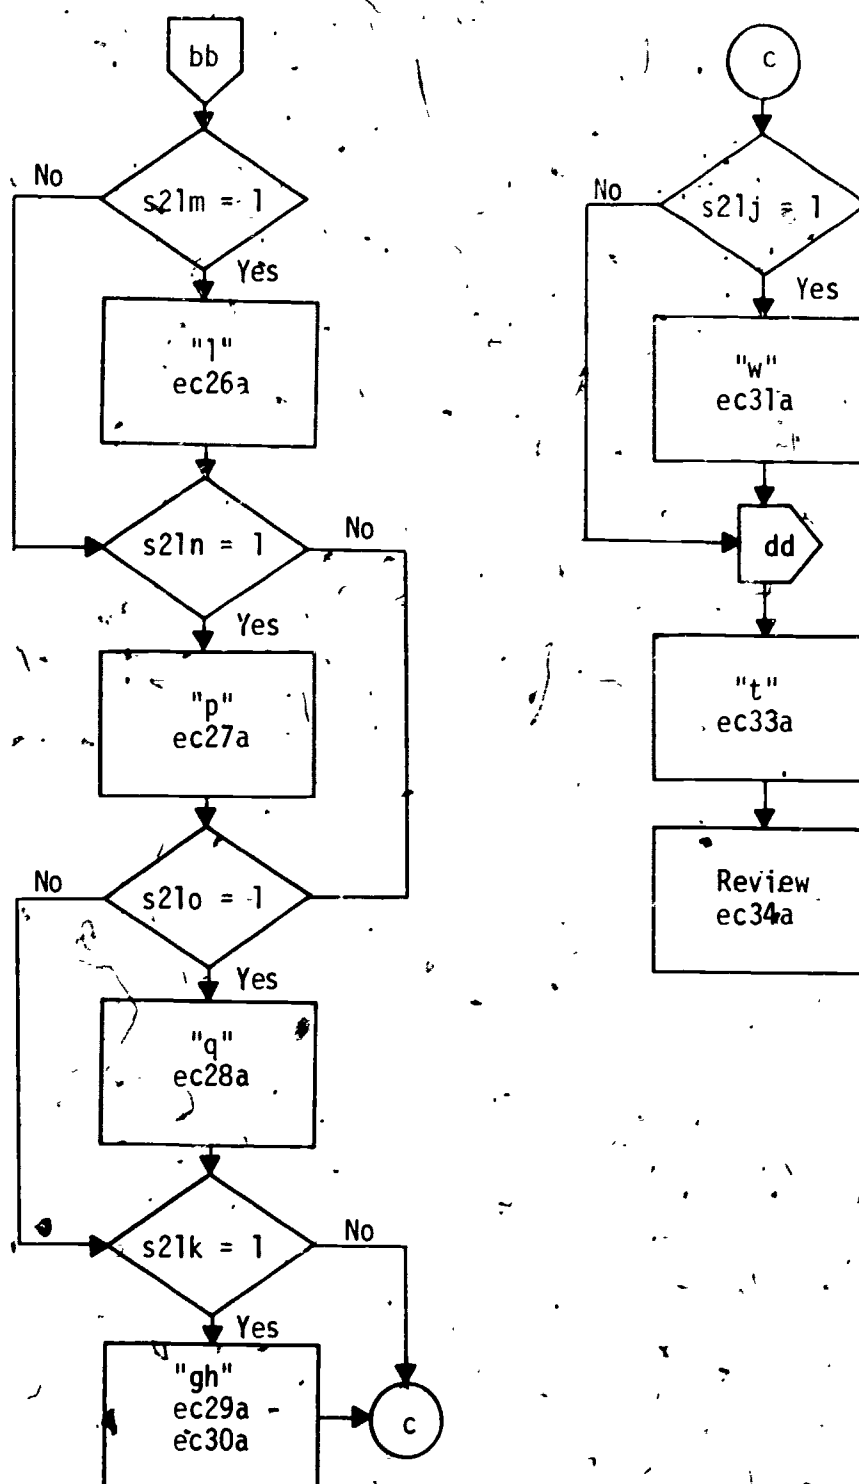 bb
No
s21m = 1
Yes
"l"
ec26a
s21n = 1
No
Yes
"p"
ec27a
No
s21o = 1
Yes
"q"
ec28a
s21k = 1
No
Yes
"gh"
ec29a -
ec30a
c
c
No
s21j = 1
Yes
"w"
ec31a
dd
"t"
ec33a
Review
ec34a